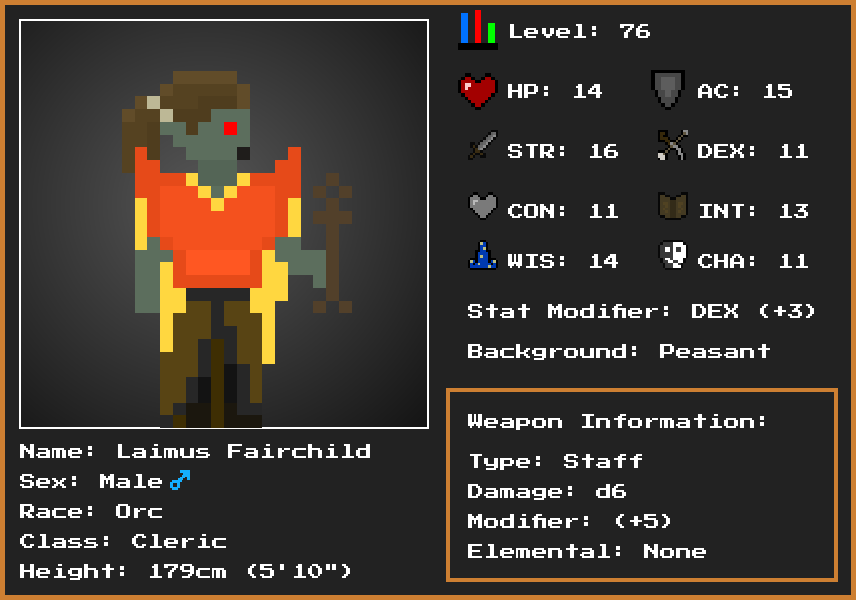 Level: 76
HP: 14 AC: 15
STR: 16 DEX: 11
CON: 11 INT: 13
WIS: 14 CHA: 11
Stat Modifier: DEX (+3)
Background: Peasant
Weapon Information:
Type: Staff
Damage: d6
Modifier: (+5)
Elemental: None
Name: Laimus Fairchild
Sex: Male ♂
Race: Orc
Class: Cleric
Height: 179cm (5'10")